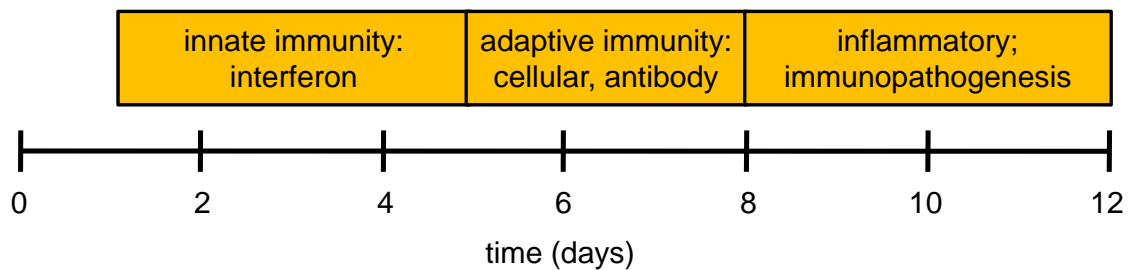 innate immunity:
interferon
adaptive immunity:
cellular, antibody
inflammatory;
immunopathogenesis
0 2 4 6 8 10 12
time (days)